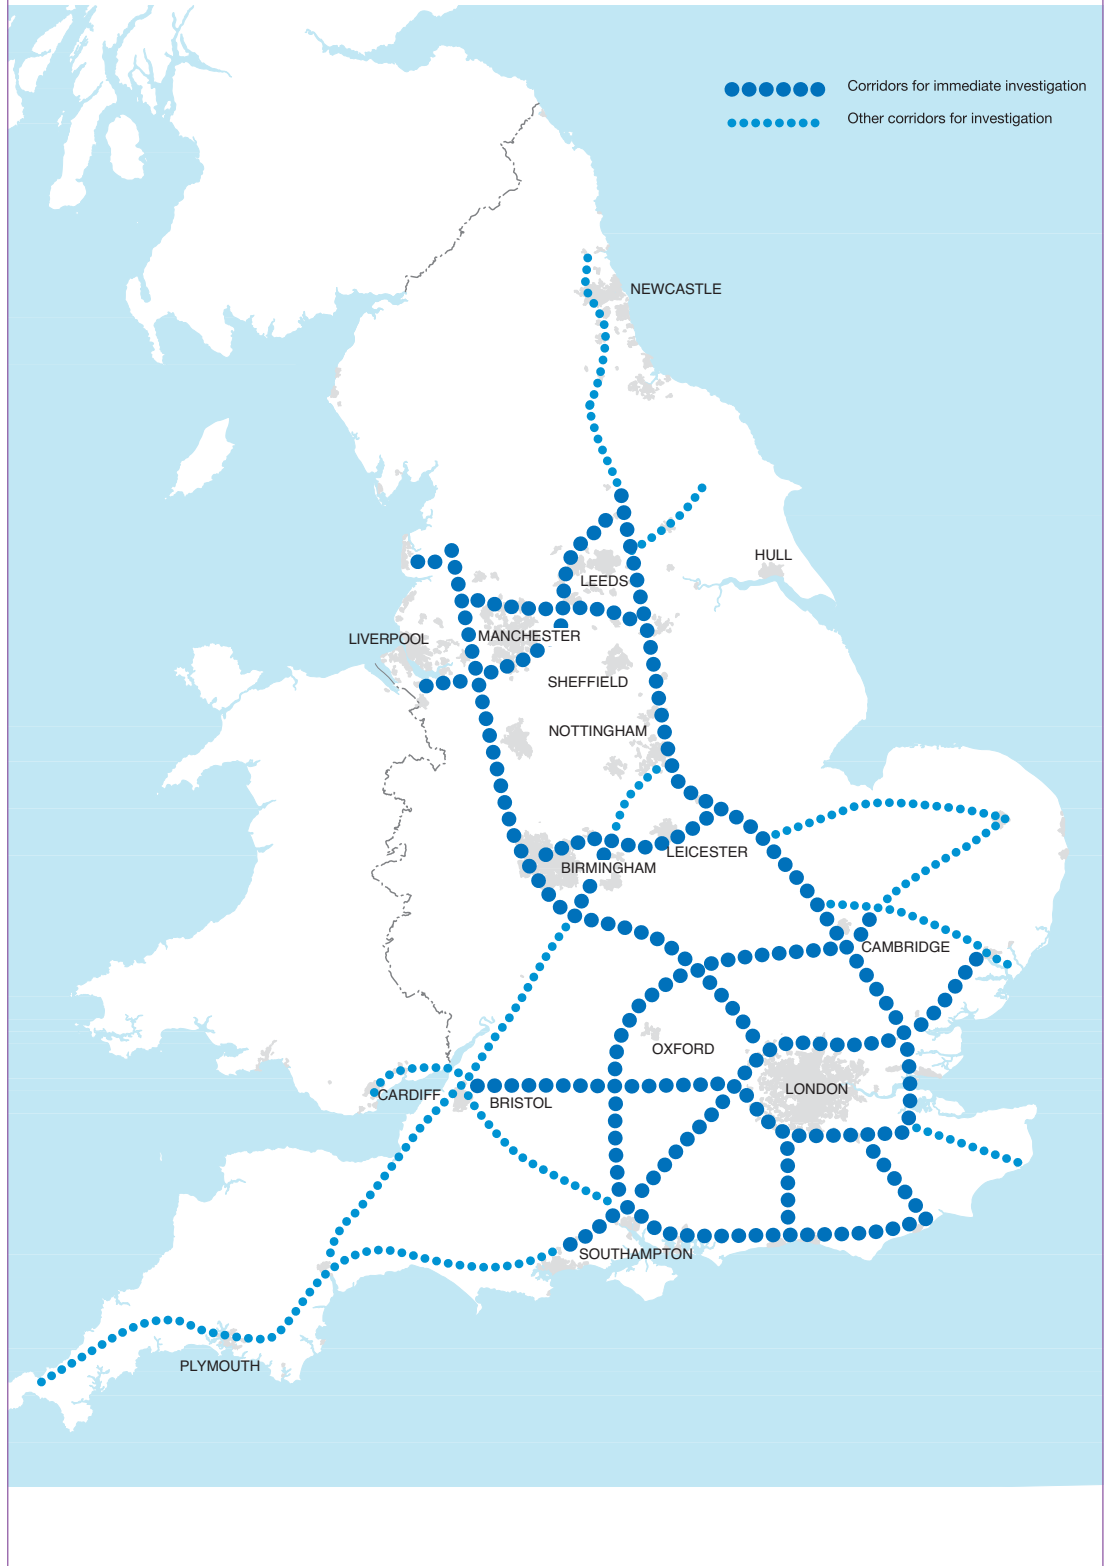 Corridors for immediate investigation
Other corridors for investigation
NEWCASTLE
HULL
LEEDS
LIVERPOOL
MANCHESTER
SHEFFIELD
NOTTINGHAM
LEICESTER
BIRMINGHAM
CAMBRIDGE
OXFORD
LONDON
CARDIFF
BRISTOL
SOUTHAMPTON
PLYMOUTH